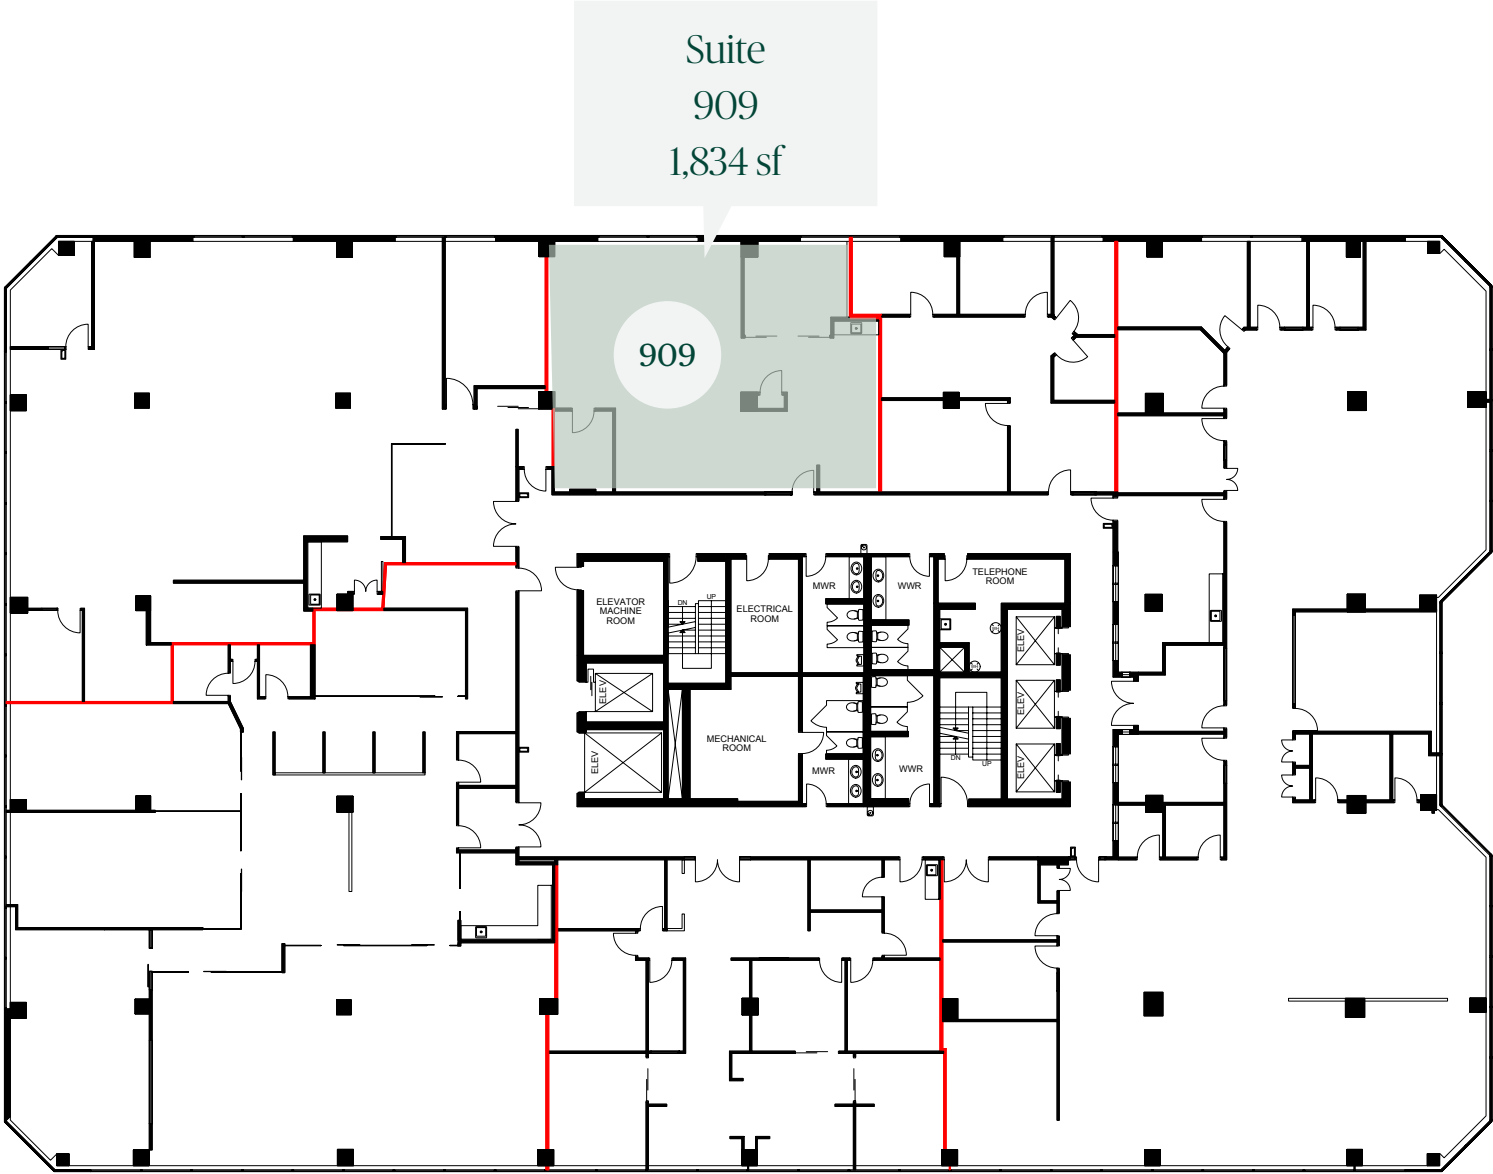 Suite
909
1,834 sf
909
TELEPHONE
ROOM
MWR
WWR
ELEVATOR
MACHINE
ROOM
DN
UP
ELECTRICAL
ROOM
ELEV
ELEV
ELEV
MECHANICAL
ROOM
ELEV
ELEV
MWR
WWR
DN
UP